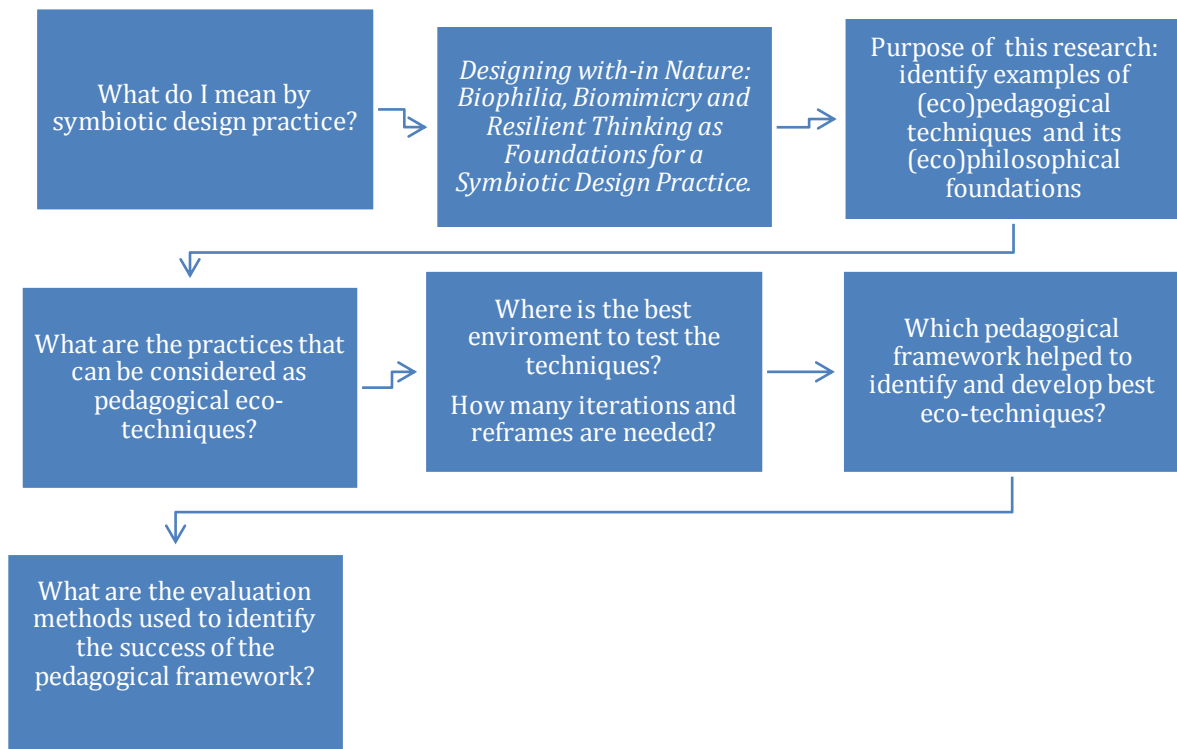 What do I mean by
symbiotic design practice?
Designing with-in Nature:
Biophilia, Biomimicry and
Resilient Thinking as
Foundations for a
Symbiotic Design Practice.
Purpose of this research:
identify examples of
(eco)pedagogical
techniques and its
(eco)philosophical
foundations
What are the practices that
can be considered as
pedagogical eco-
techniques?
Where is the best
enviroment to test the
techniques?
How many iterations and
reframes are needed?
Which pedagogical
framework helped to
identify and develop best
eco-techniques?
What are the evaluation
methods used to identify
the success of the
pedagogical framework?